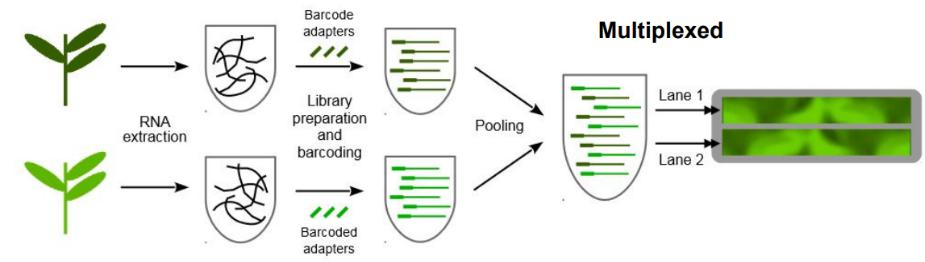 Barcode
adapters
Multiplexed
RNA
extraction
Library
preparation
and
barcoding
Pooling
Lane 1
Lane 2
Barcoded
adapters